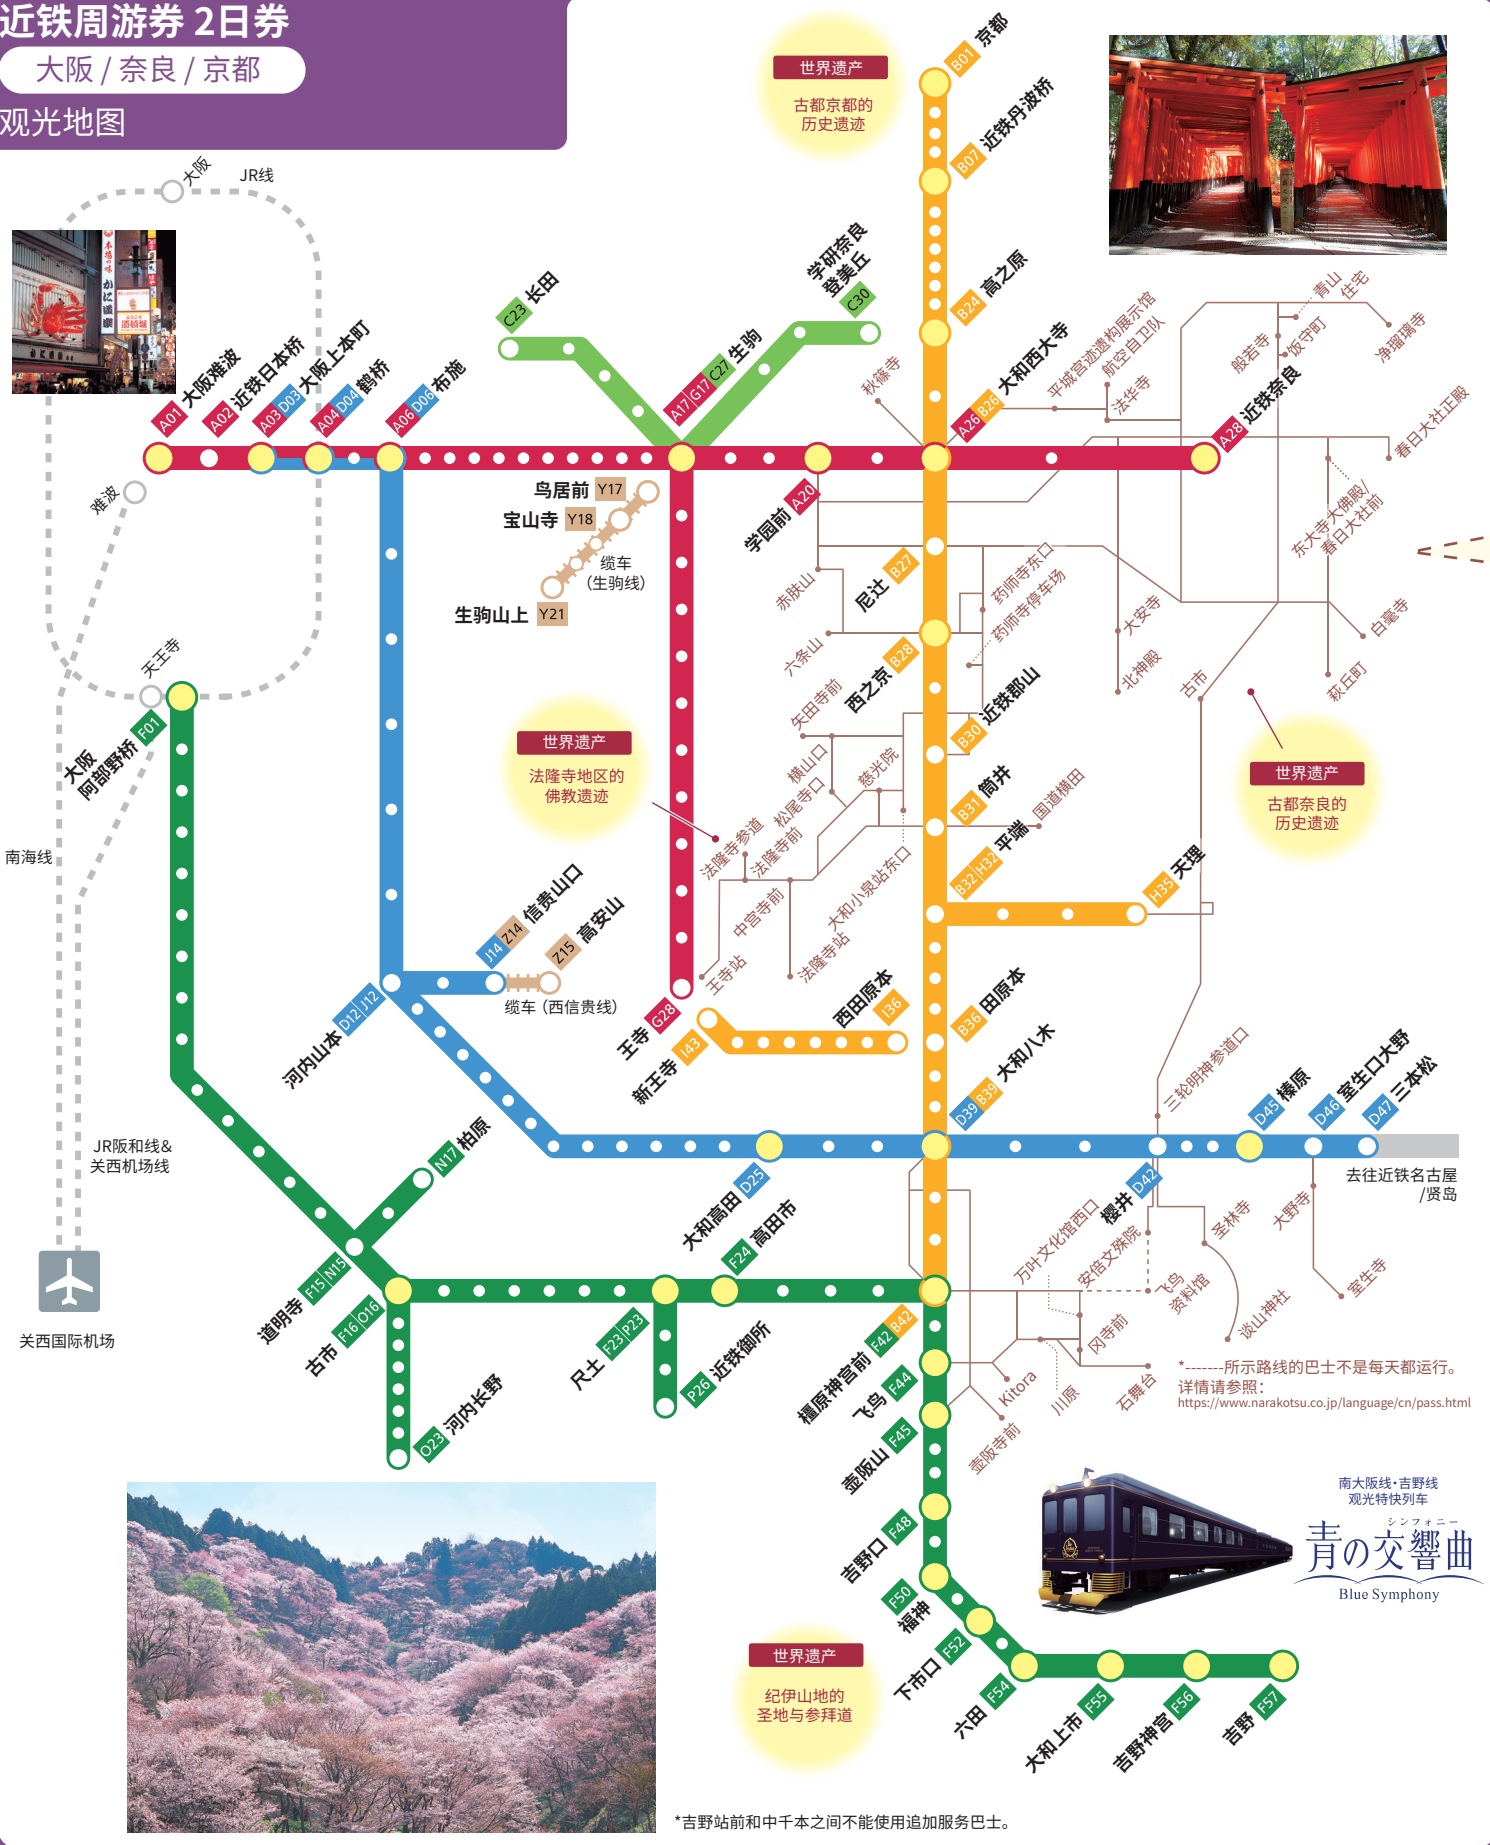 近铁周游券 2日券
大阪 / 奈良 / 京都
观光地图
世界遗产
古都京都的
历史遗迹
B01 京都
B07 近铁丹波桥
B24 高之原
大阪
JR线
C23 长田
学研奈良
登美丘
C30
A01 大阪难波
A02 近铁日本桥
A03 D03 大阪上本町
A04 D04 鹤桥
A06 D06 布施
A17 G17 C27 生驹
秋篠寺
A26 B26 大和西大寺
平城宫迹遗构展示馆
航空自卫队
法华寺
般若寺
青山
住宅
饭守町
净瑠璃寺
A28 近铁奈良
春日大社正殿
东大寺大佛殿/
春日大社前
难波
鸟居前 Y17
宝山寺 Y18
缆车
（生驹线）
生驹山上 Y21
学园前 A20
尼辻 B27
赤肤山
六条山
西之京 B28
药师寺东口
药师寺停车场
大安寺
北神殿
白毫寺
萩丘町
古市
天王寺
F01
大阪
阿部野桥
世界遗产
法隆寺地区的
佛教遗迹
矢田寺前
横山口
松尾寺口
慈光院
B30 近铁郡山
B31 筒井
国道横田
B32 H32 平端
H35 天理
世界遗产
古都奈良的
历史遗迹
法隆寺参道
法隆寺前
中宫寺前
大和小泉站东口
法隆寺站
王寺站
南海线
J14 Z14 信贵山口
Z15 高安山
缆车（西信贵线）
河内山本 D12 J12
王寺 G28
新王寺 I43
西田原本 I36
B36 田原本
D39 B39 大和八木
三轮明神参道口
D45 榛原
D46 室生口大野
D47 三本松
去往近铁名古屋
/贤岛
JR阪和线&
关西机场线
N17 柏原
大和高田 D25
F24 高田市
樱井 D42
万叶文化馆西口
安倍文殊院
飞鸟
资料馆
圣林寺
谈山神社
大野寺
室生寺
关西国际机场
道明寺 F15 N15
古市 F16 O16
尺土 F23 P23
P26 近铁御所
O23 河内长野
橿原神宫前 F42 B42
飞鸟 F44
壶阪山 F45
冈寺前
Kitora
川原
石舞台
壶阪寺前
*-------所示路线的巴士不是每天都运行。
详情请参照：
https://www.narakotsu.co.jp/language/cn/pass.html
南大阪线・吉野线
观光特快列车
シンフォニー
青の交響曲
Blue Symphony
吉野口 F48
F50
福神
下市口 F52
六田 F54
大和上市 F55
吉野神宫 F56
吉野 F57
世界遗产
纪伊山地的
圣地与参拜道
*吉野站前和中千本之间不能使用追加服务巴士。